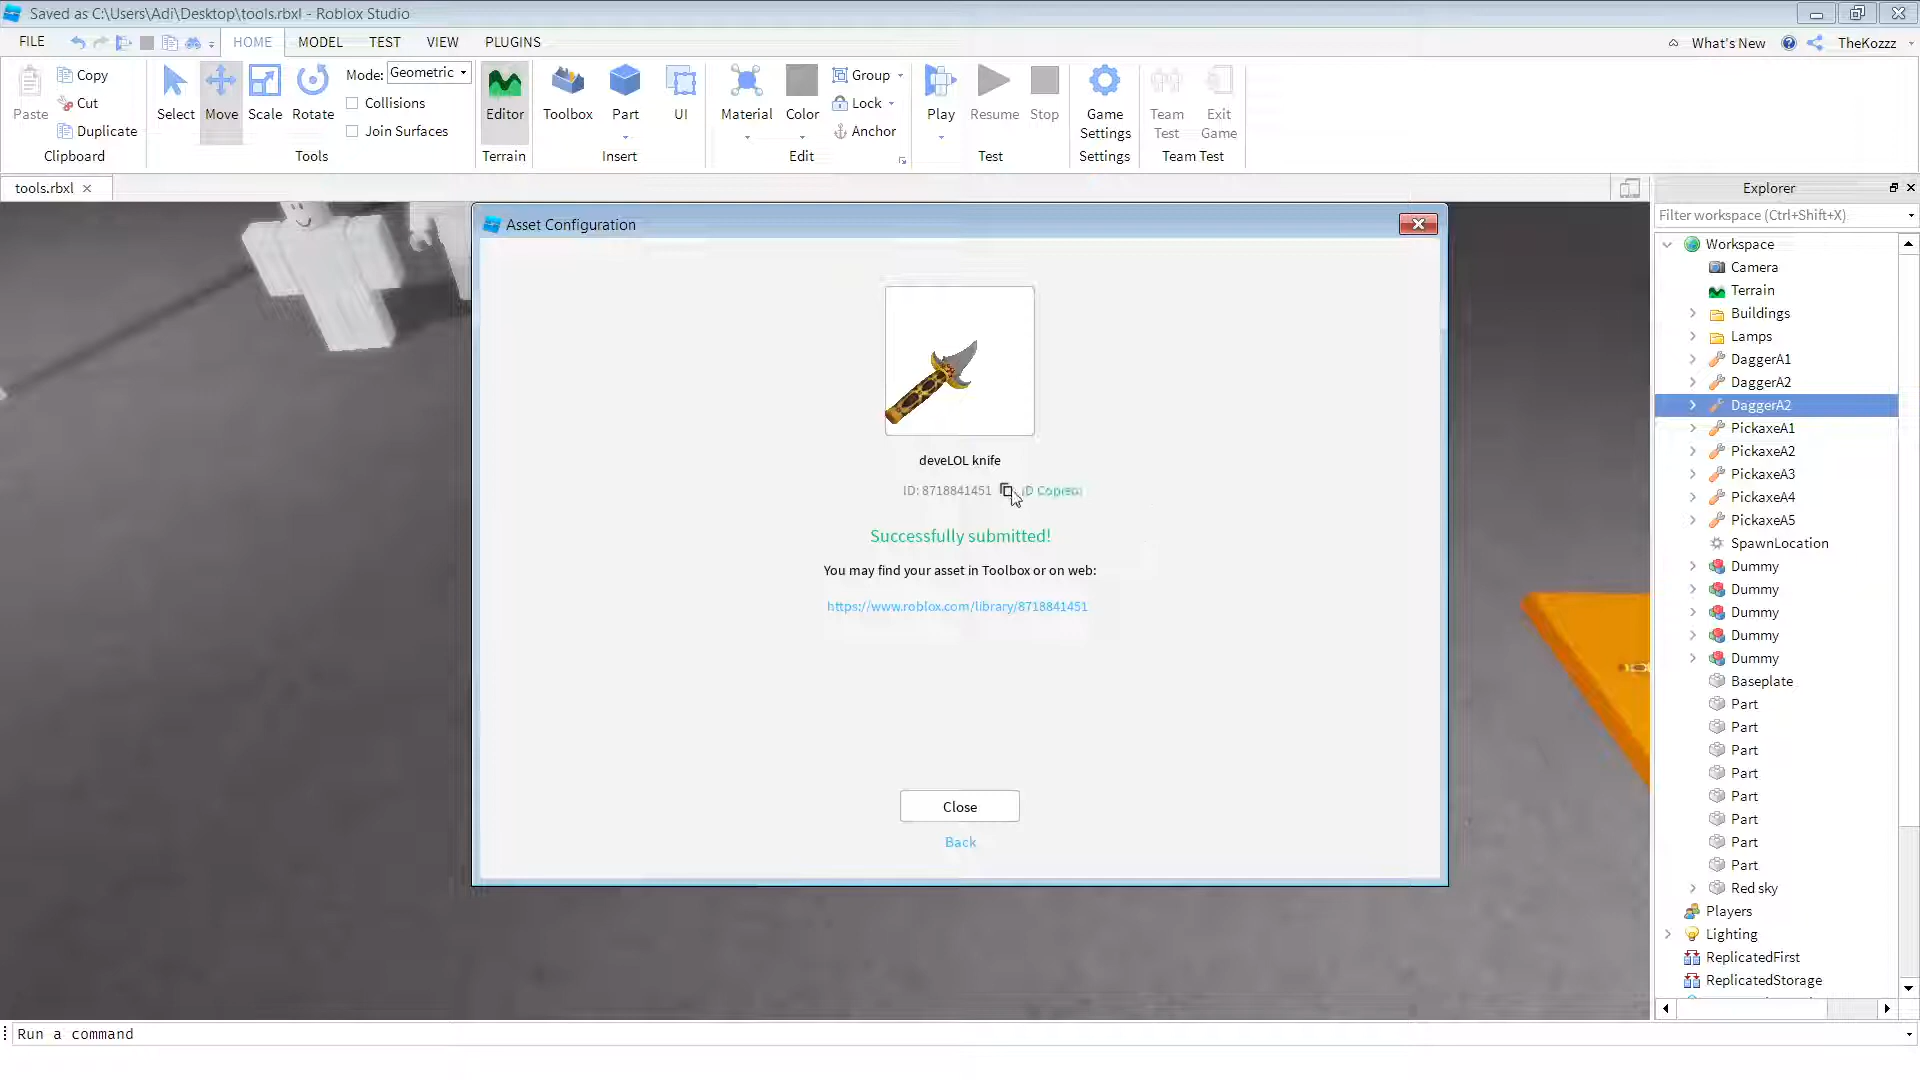 Saved as C:\Users\Adi\Desktop\tools.rbxl - Roblox Studio
FILE
HOME
MODEL
TEST
VIEW
PLUGINS
What's New
TheKozzz
Paste
Copy
Cut
Duplicate
Clipboard
Select
Move
Scale
Rotate
Mode: Geometric
Collisions
Join Surfaces
Tools
Editor
Terrain
Toolbox
Part
UI
Insert
Material
Color
Group
Lock
Anchor
Edit
Play
Resume
Stop
Test
Game
Settings
Settings
Team
Test
Exit
Game
Team Test
tools.rbxl
Asset Configuration
deveLOL knife
ID: 8718841451
ID Copied!
Successfully submitted!
You may find your asset in Toolbox or on web:
https://www.roblox.com/library/8718841451
Close
Back
Explorer
Filter workspace (Ctrl+Shift+X)
Workspace
Camera
Terrain
Buildings
Lamps
DaggerA1
DaggerA2
DaggerA2
PickaxeA1
PickaxeA2
PickaxeA3
PickaxeA4
PickaxeA5
SpawnLocation
Dummy
Dummy
Dummy
Dummy
Dummy
Baseplate
Part
Part
Part
Part
Part
Part
Part
Part
Red sky
Players
Lighting
ReplicatedFirst
ReplicatedStorage
Run a command